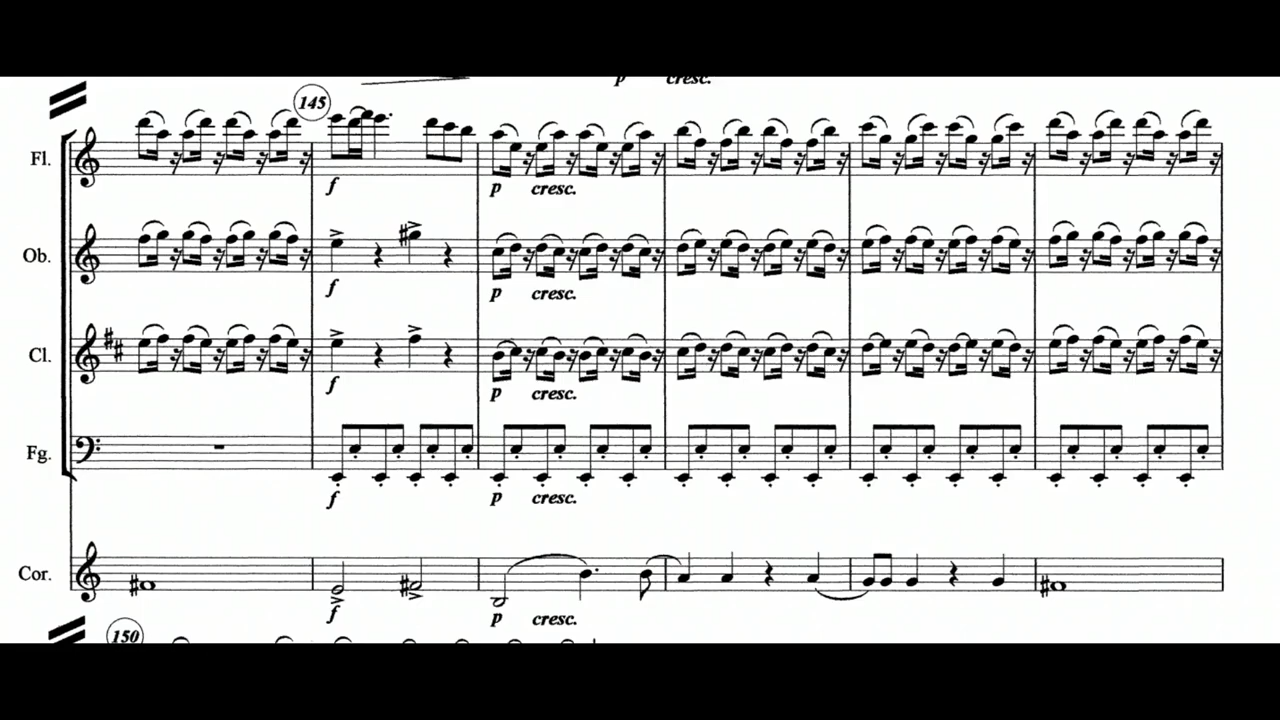 p cresc.
145
Fl.
f p cresc.
Ob.
f p cresc.
Cl.
f p cresc.
Fg.
f p cresc.
Cor.
f p cresc.
150